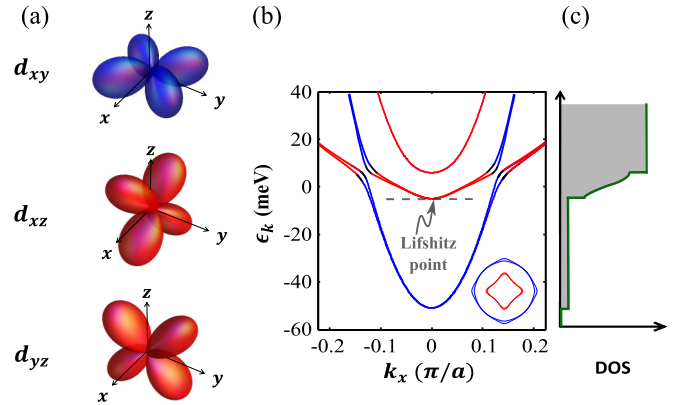 (a)
(b)
(c)
z
d_xy
x
y
z
d_xz
x
y
z
d_yz
x
y
40
20
0
-20
-40
-60
ϵ_k (meV)
Lifshitz
point
-0.2
-0.1
0
0.1
0.2
k_x (π/a)
DOS